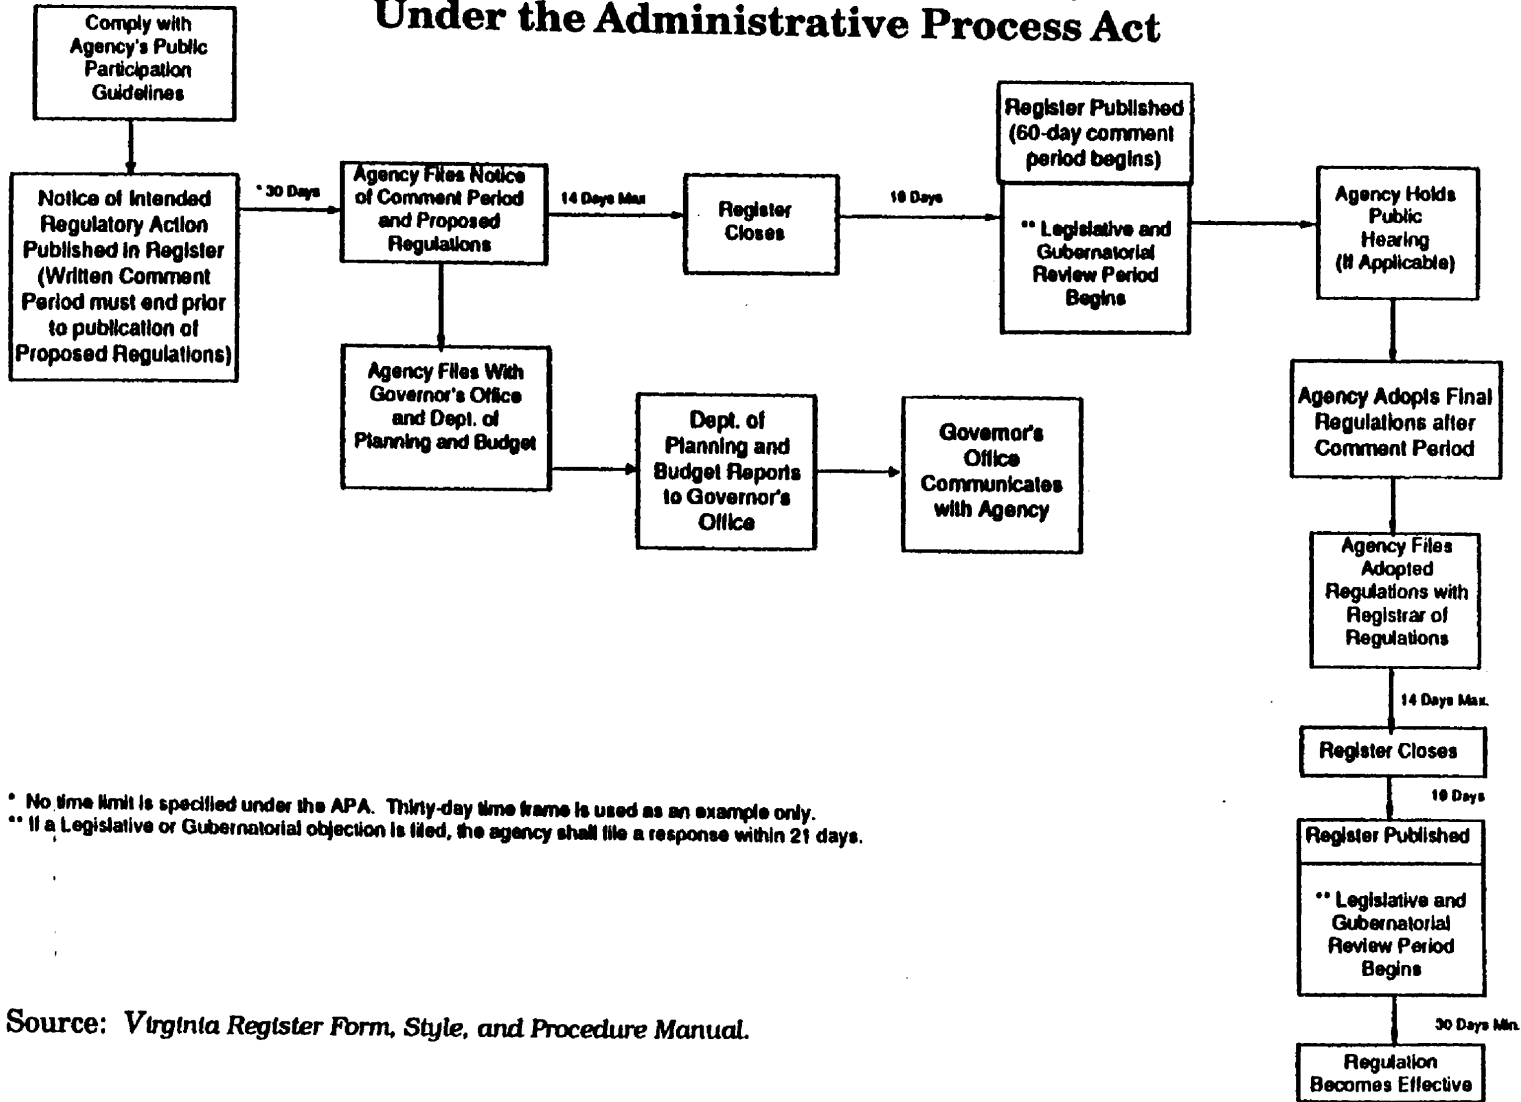 Under the Administrative Process Act
Comply with
Agency's Public
Participation
Guidelines
Notice of Intended
Regulatory Action
Published in Register
(Written Comment
Period must end prior
to publication of
Proposed Regulations)
* 30 Days
Agency Files Notice
of Comment Period
and Proposed
Regulations
14 Days Max
Register
Closes
Days
Register Published
(60-day comment
period begins)
** Legislative and
Gubernatorial
Review Period
Begins
Agency Holds
Public
Hearing
(If Applicable)
Agency Files With
Governor's Office
and Dept. of
Planning and Budget
Dept. of
Planning and
Budget Reports
to Governor's
Office
Governor's
Office
Communicates
with Agency
Agency Adopts Final
Regulations after
Comment Period
Agency Files
Adopted
Regulations with
Registrar of
Regulations
14 Days Max.
Register Closes
Days
Register Published
** Legislative and
Gubernatorial
Review Period
Begins
30 Days Min.
Regulation
Becomes Effective
* No time limit is specified under the APA. Thirty-day time frame is used as an example only.
** If a Legislative or Gubernatorial objection is filed, the agency shall file a response within 21 days.
Source: Virginia Register Form, Style, and Procedure Manual.